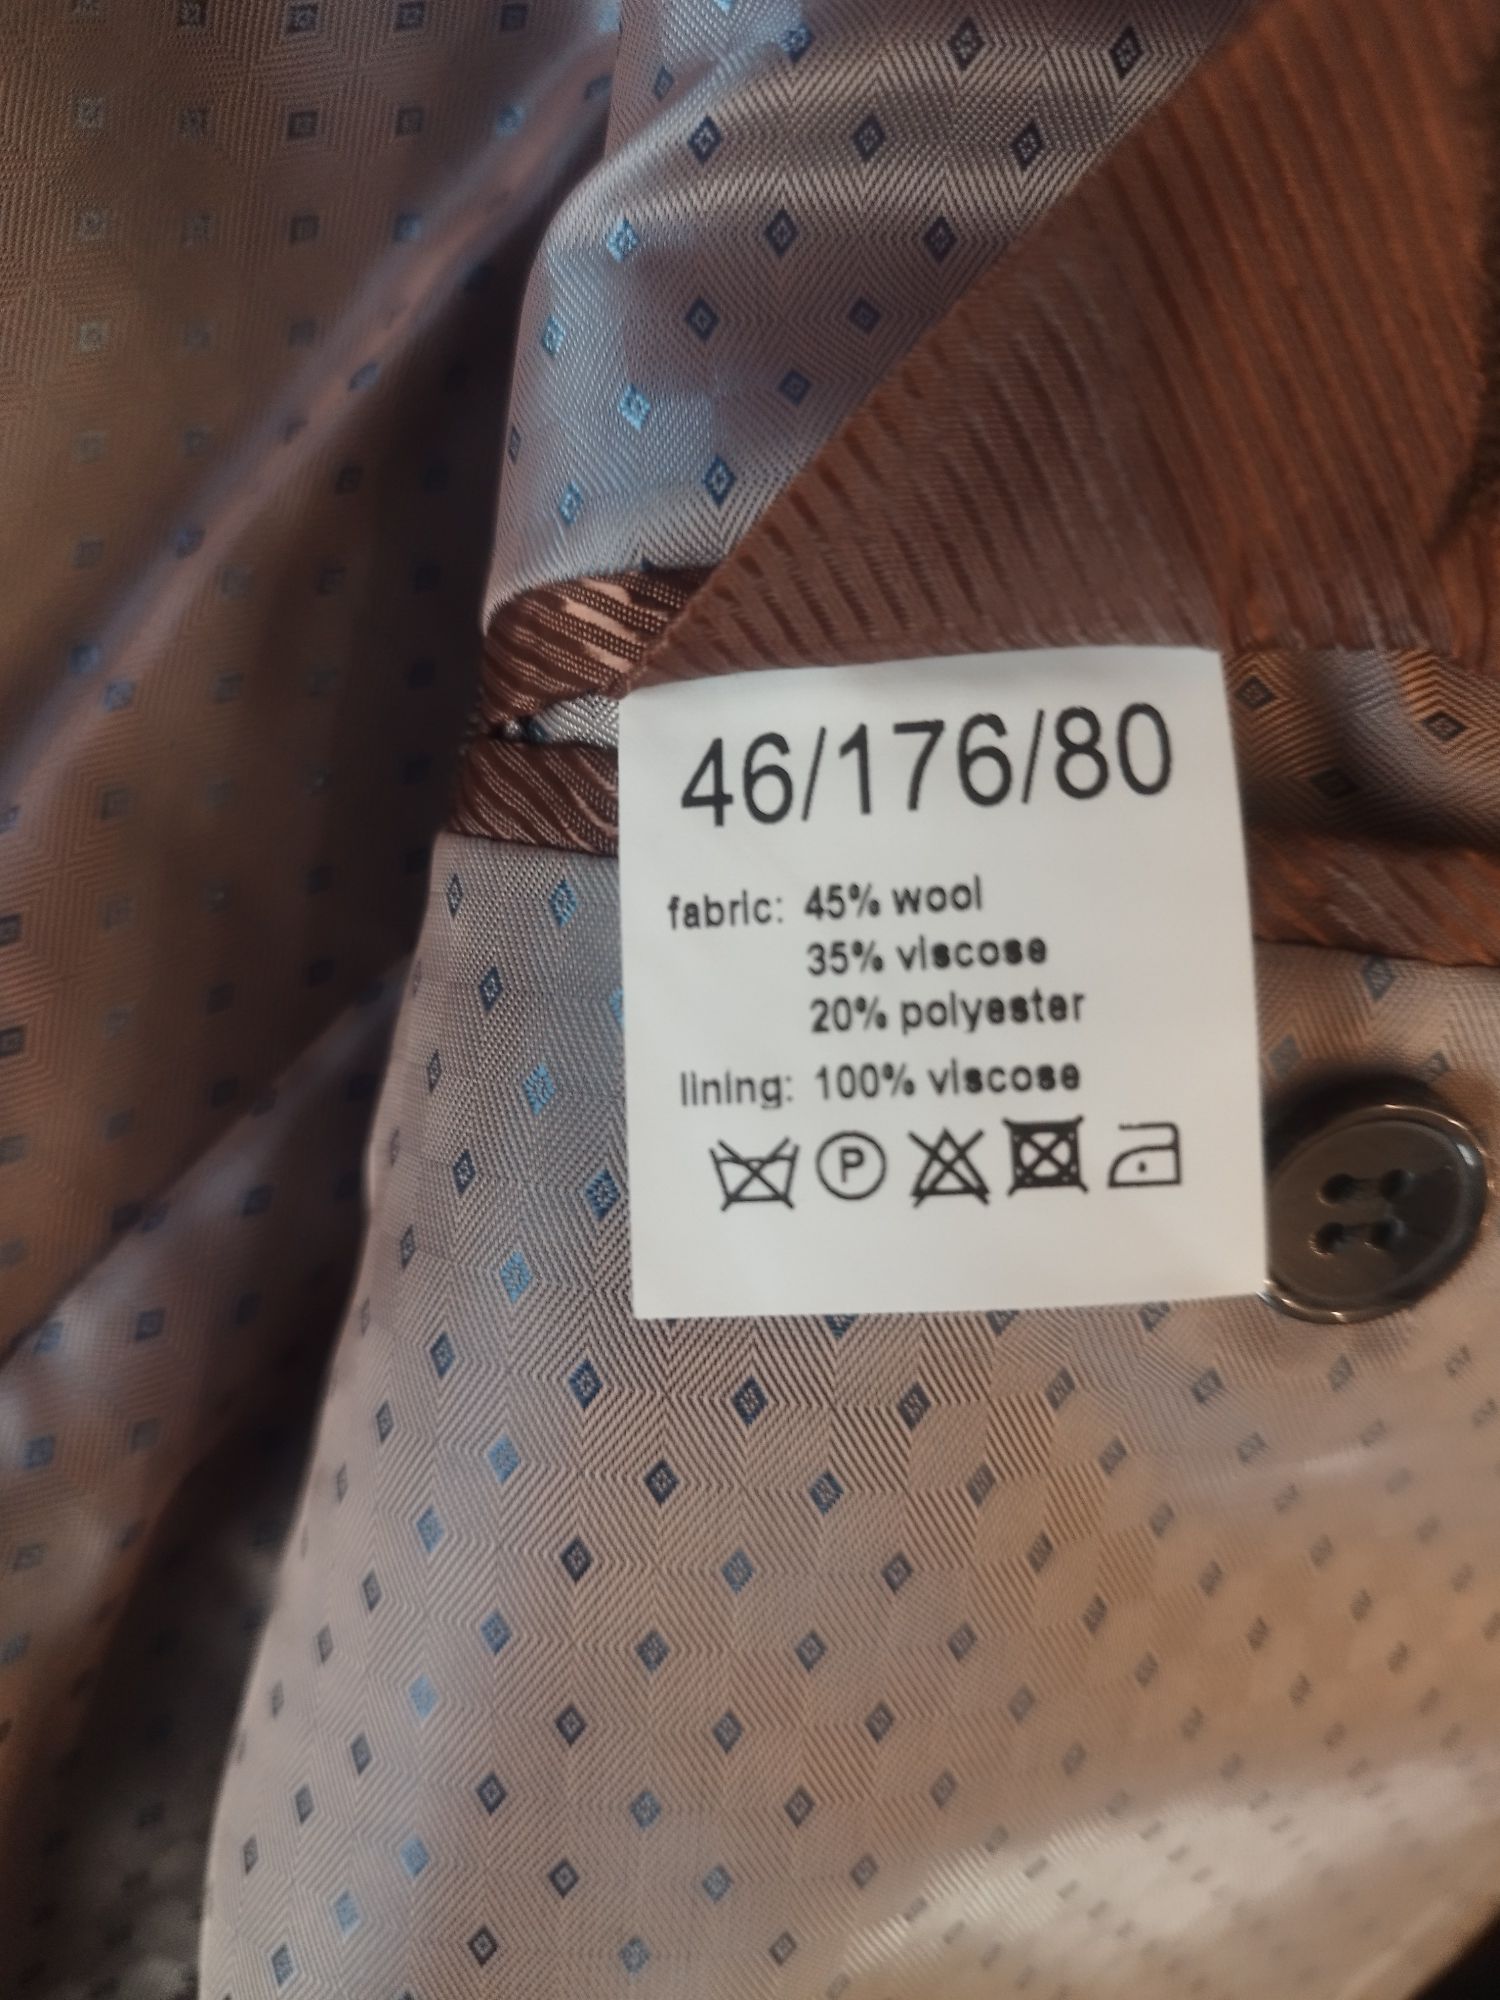 46/176/80
fabric: 45% wool
35% viscose
20% polyester
lining: 100% viscose
P